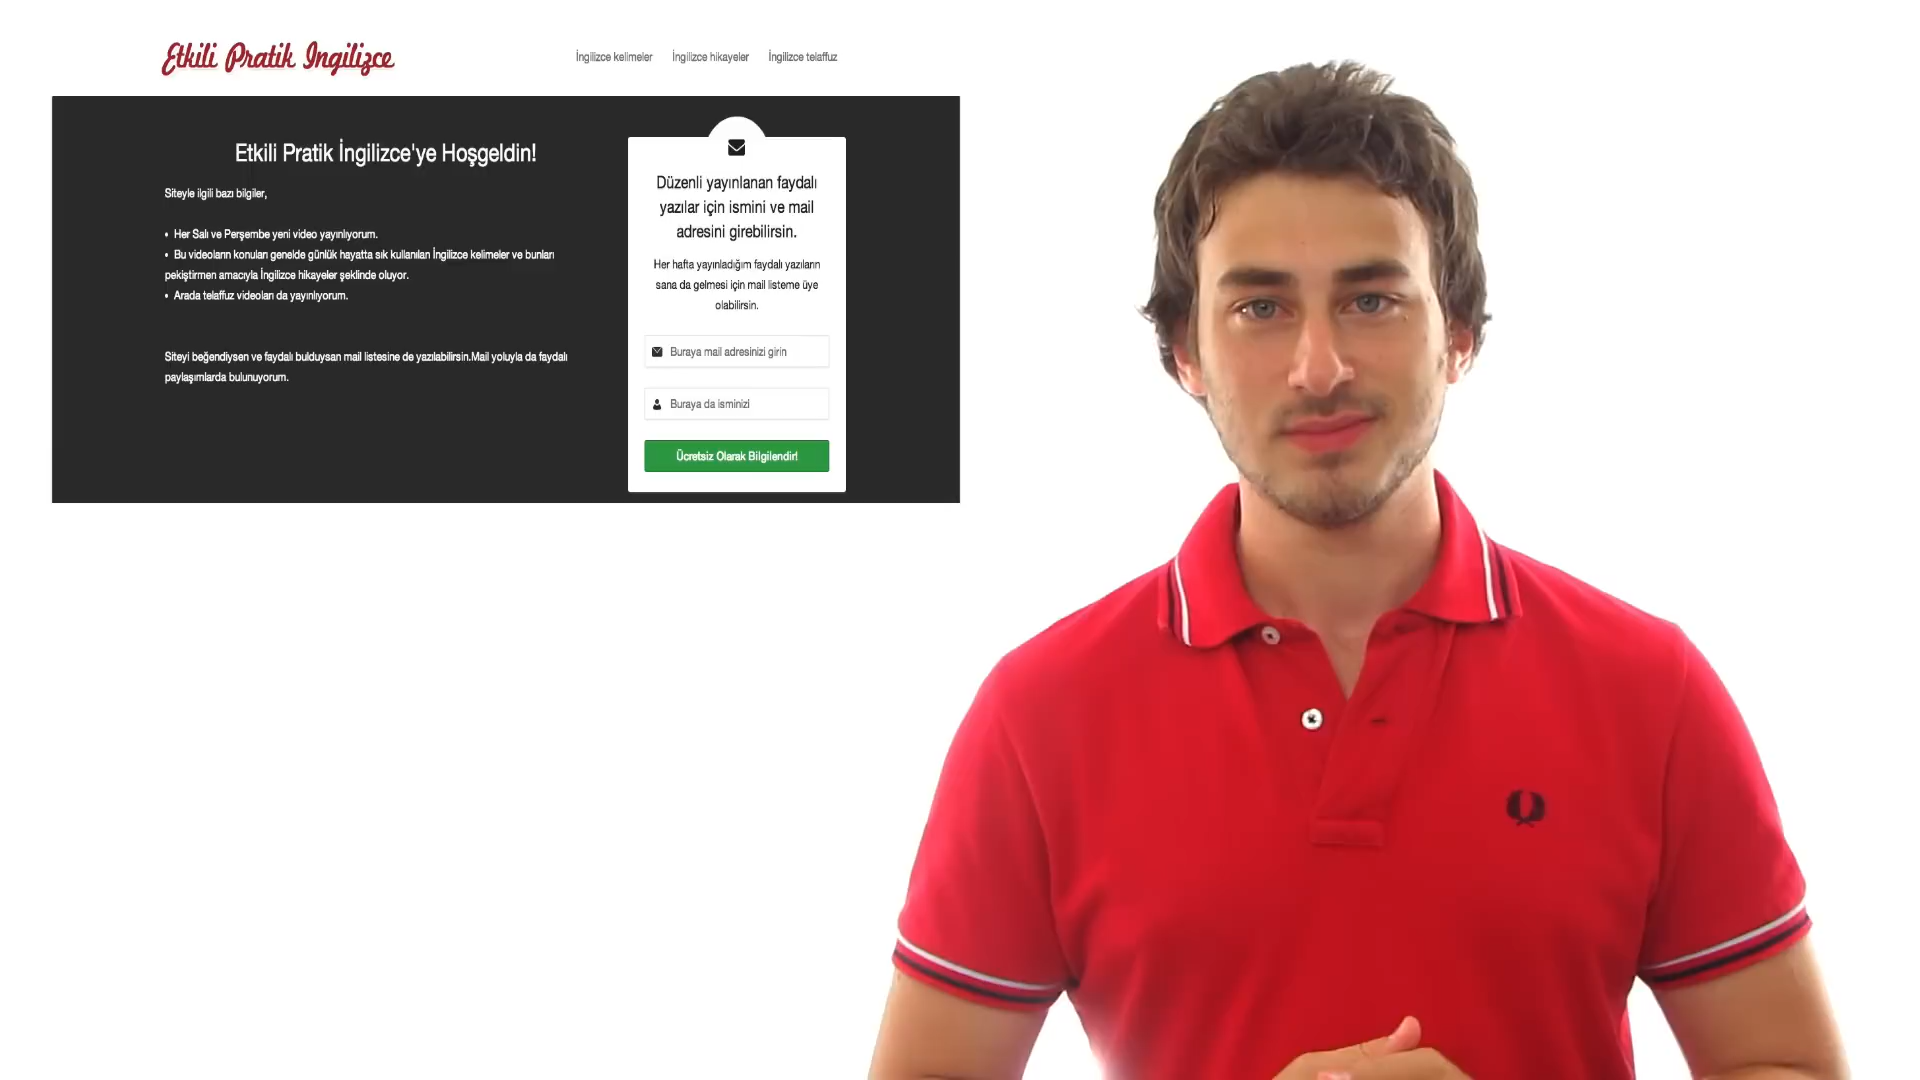 Etkili Pratik İngilizce
İngilizce kelimeler İngilizce hikayeler İngilizce telaffuz
Etkili Pratik İngilizce'ye Hoşgeldin!
Siteyle ilgili bazı bilgiler,
• Her Salı ve Perşembe yeni video yayınlıyorum.
• Bu videoların konuları genelde günlük hayatta sık kullanılan İngilizce kelimeler ve bunları
pekiştirmen amacıyla İngilizce hikayeler şeklinde oluyor.
• Arada telaffuz videoları da yayınlıyorum.
Siteyi beğendiysen ve faydalı bulduysan mail listesine de yazılabilirsin.Mail yoluyla da faydalı
paylaşımlarda bulunuyorum.
Düzenli yayınlanan faydalı
yazılar için ismini ve mail
adresini girebilirsin.
Her hafta yayınladığım faydalı yazıların
sana da gelmesi için mail listeme üye
olabilirsin.
Buraya mail adresinizi girin
Buraya da isminizi
Ücretsiz Olarak Bilgilendir!